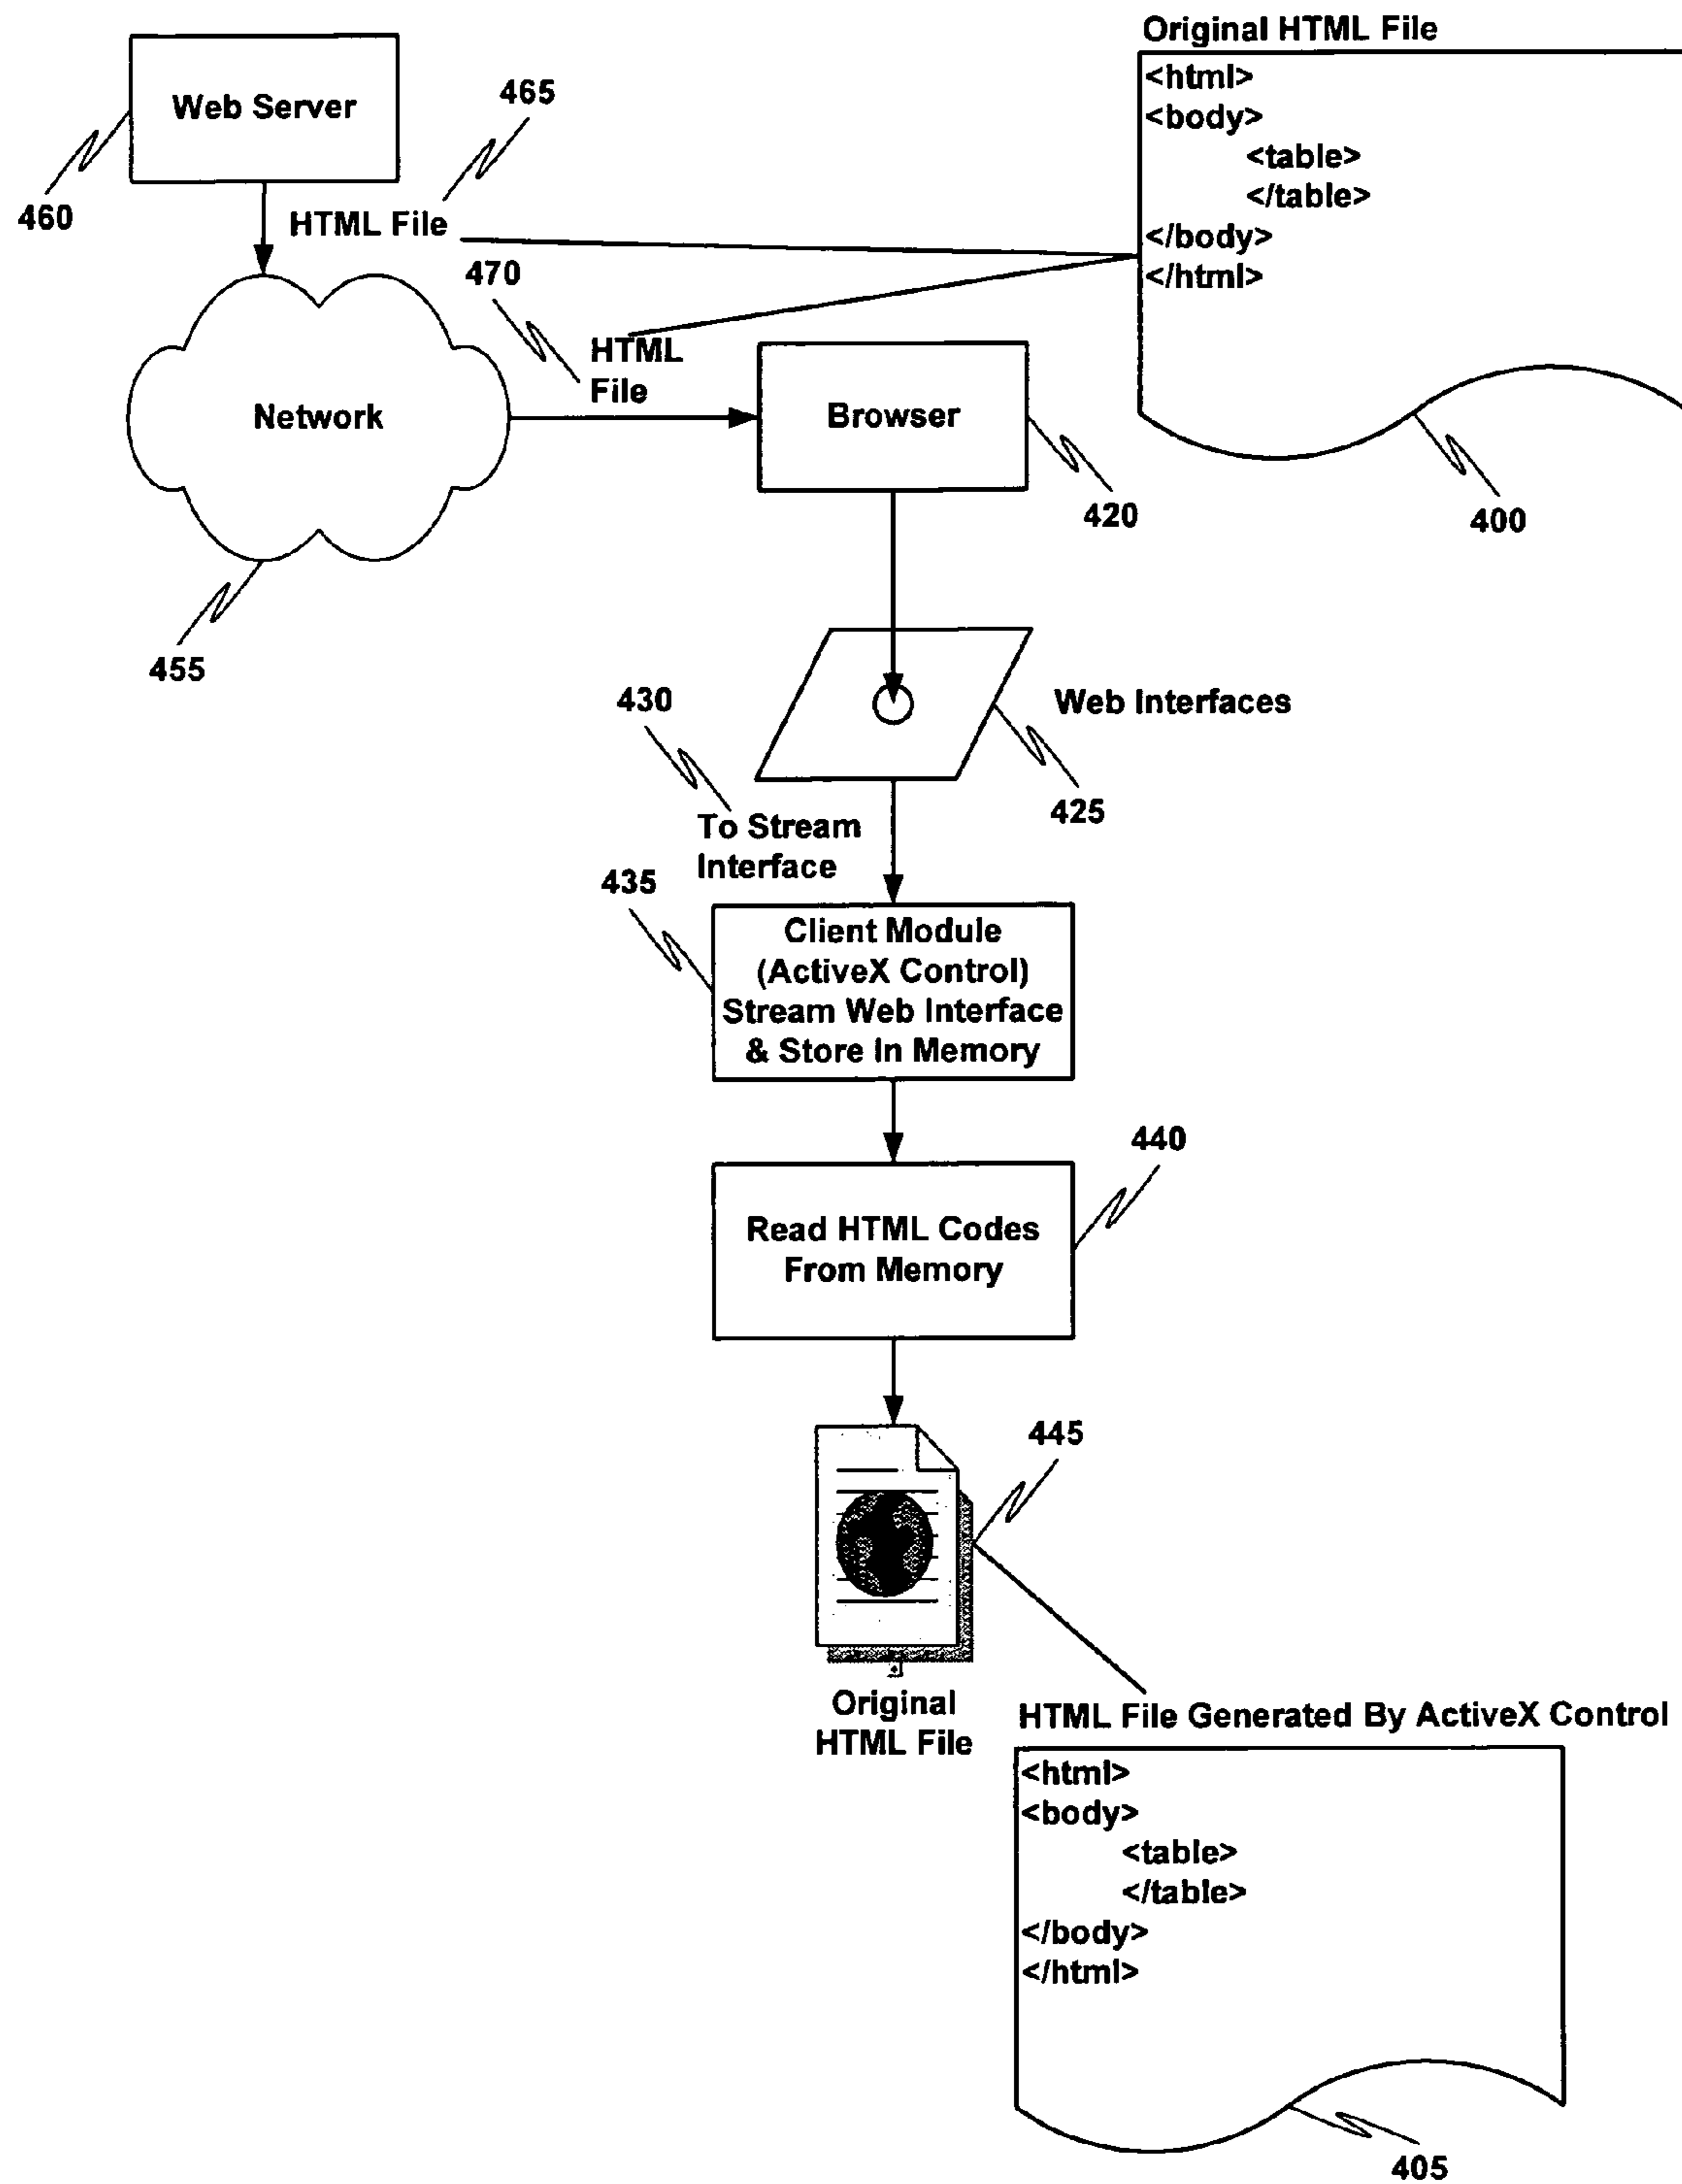 Original HTML File
<html>
<body>
<table>
</table>
</body>
</html>
400
Web Server
460
465
HTML File
470
HTML
File
Network
455
Browser
420
Web Interfaces
425
430
To Stream
Interface
435
Client Module
(ActiveX Control)
Stream Web Interface
& Store In Memory
440
Read HTML Codes
From Memory
445
Original
HTML File
HTML File Generated By ActiveX Control
<html>
<body>
<table>
</table>
</body>
</html>
405